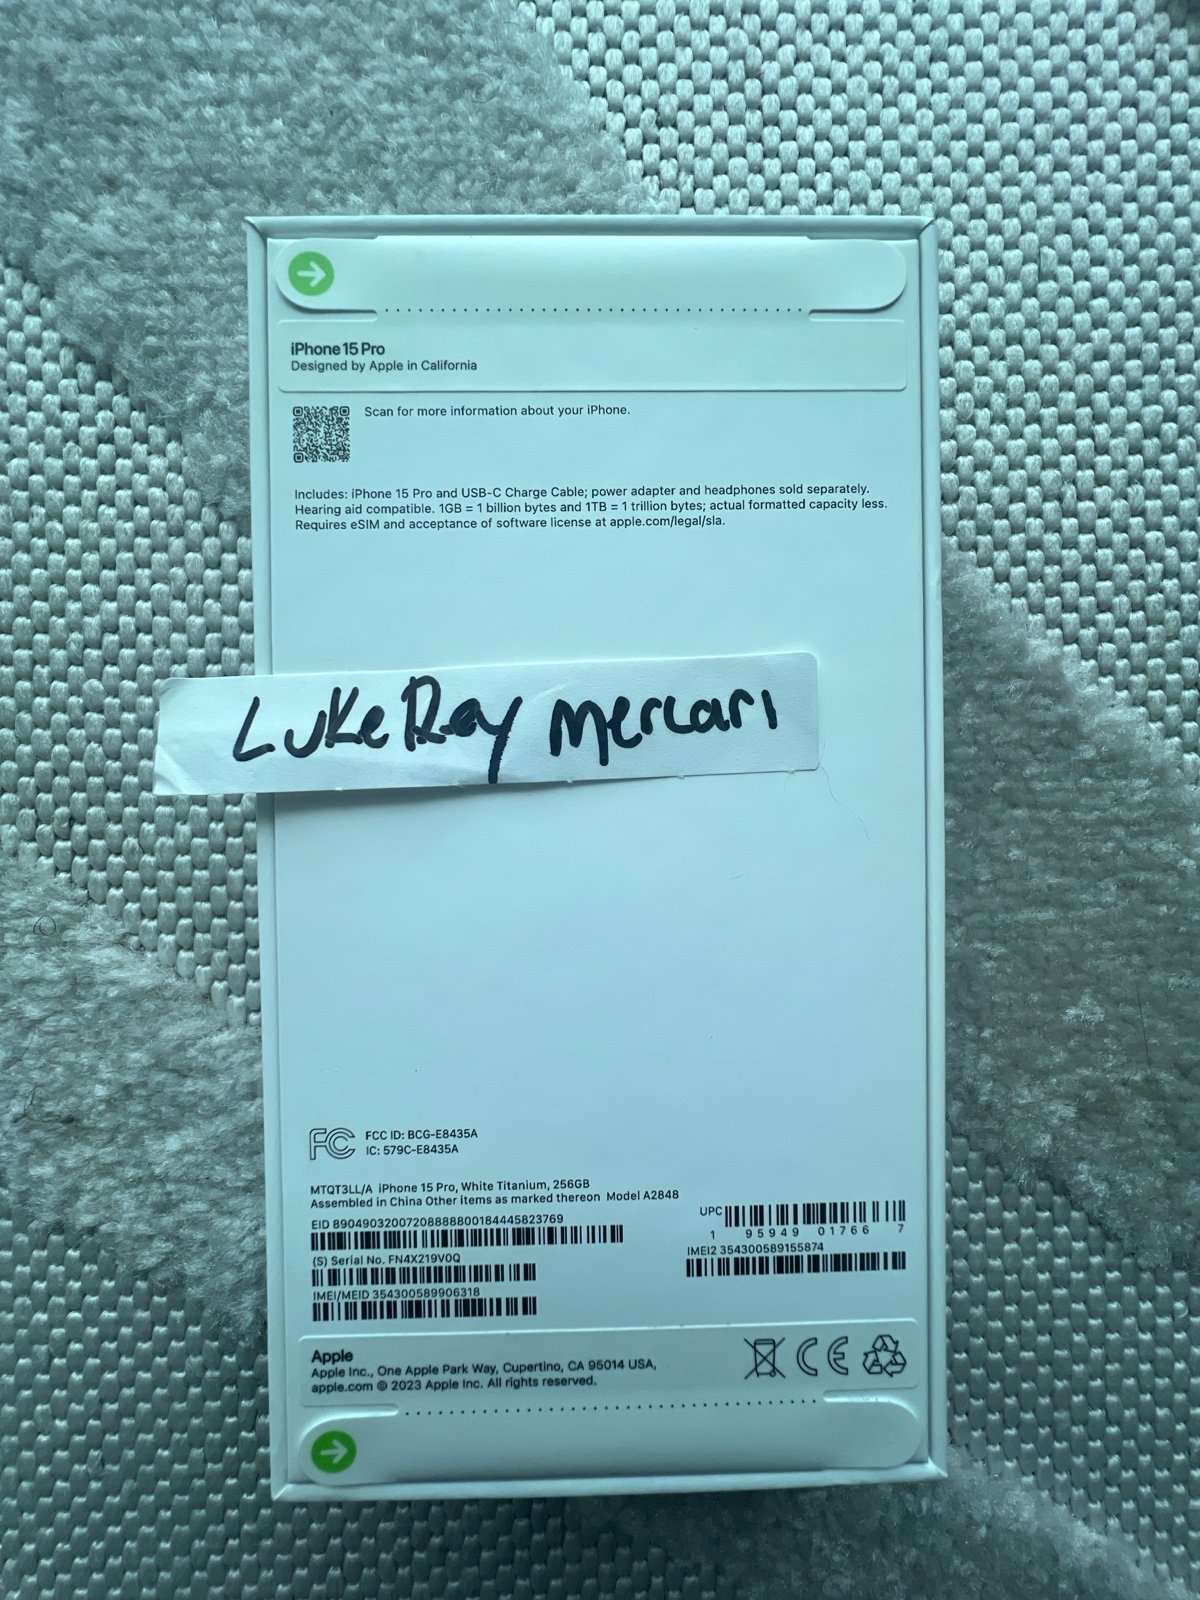 iPhone 15 Pro
Designed by Apple in California
Scan for more information about your iPhone.
Includes: iPhone 15 Pro and USB-C Charge Cable; power adapter and headphones sold separately.
Hearing aid compatible. 1GB = 1 billion bytes and 1TB = 1 trillion bytes; actual formatted capacity less.
Requires eSIM and acceptance of software license at apple.com/legal/sla.
LukeRay mercari
FC FCC ID: BCG-E8435A
IC: 579C-E8435A
MTQT3LL/A iPhone 15 Pro, White Titanium, 256GB
Assembled in China Other items as marked thereon Model A2848
EID 89049032007208888800184445823769
UPC
1 95949 01766 7
(S) Serial No. FN4X219V0Q
IMEI2 354300589155874
IMEI/MEID 354300589906318
Apple
Apple Inc., One Apple Park Way, Cupertino, CA 95014 USA,
apple.com © 2023 Apple Inc. All rights reserved.
CE